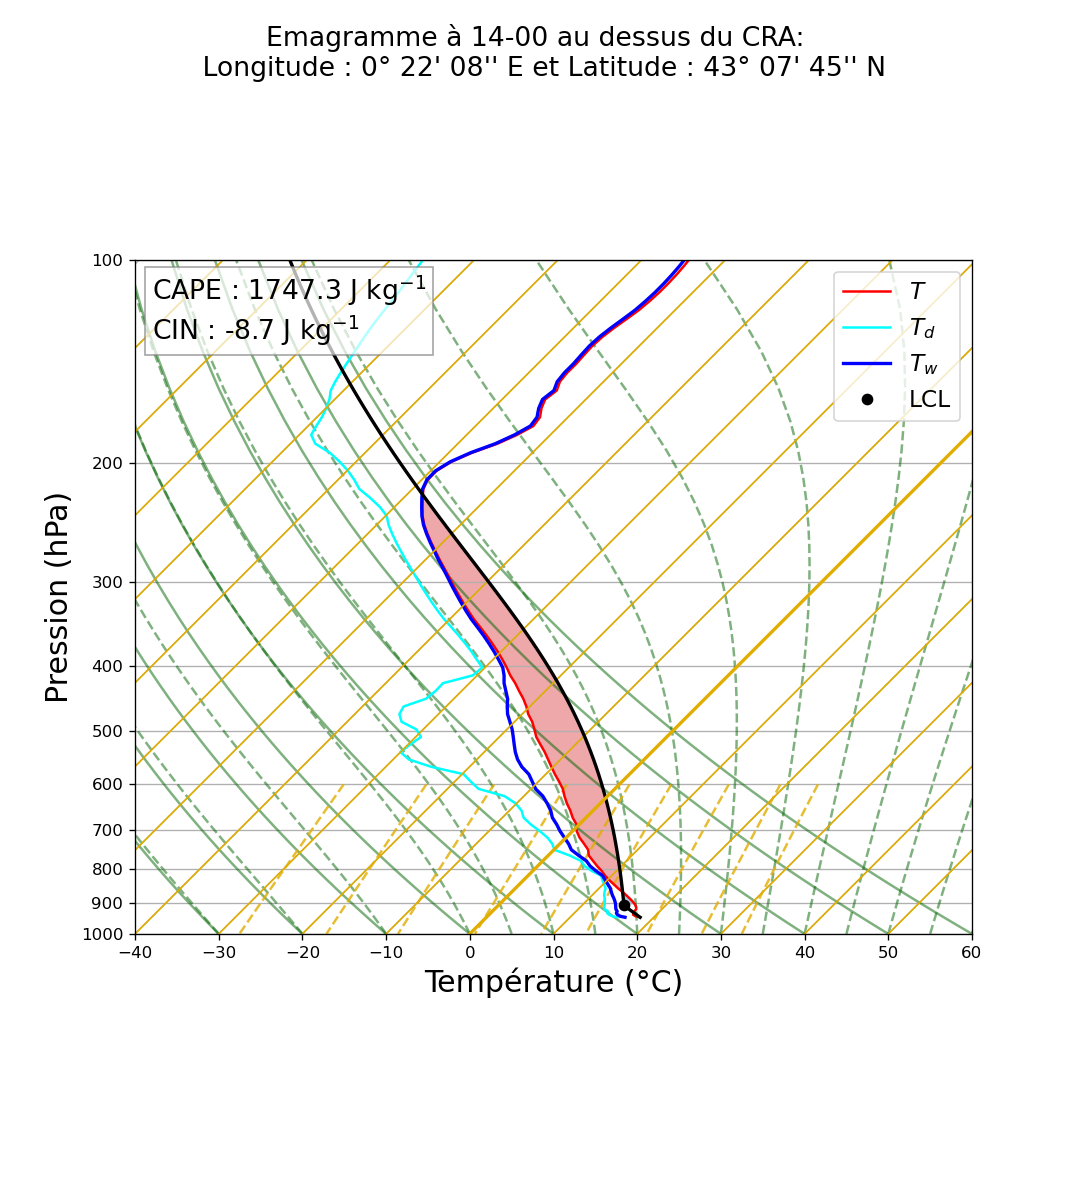 Emagramme à 14-00 au dessus du CRA:
Longitude : 0° 22' 08'' E et Latitude : 43° 07' 45'' N
100
CAPE : 1747.3 J kg⁻¹
CIN : -8.7 J kg⁻¹
T
T_d
T_w
LCL
200
300
400
500
600
700
800
900
1000
Pression (hPa)
−40 −30 −20 −10 0 10 20 30 40 50 60
Température (°C)